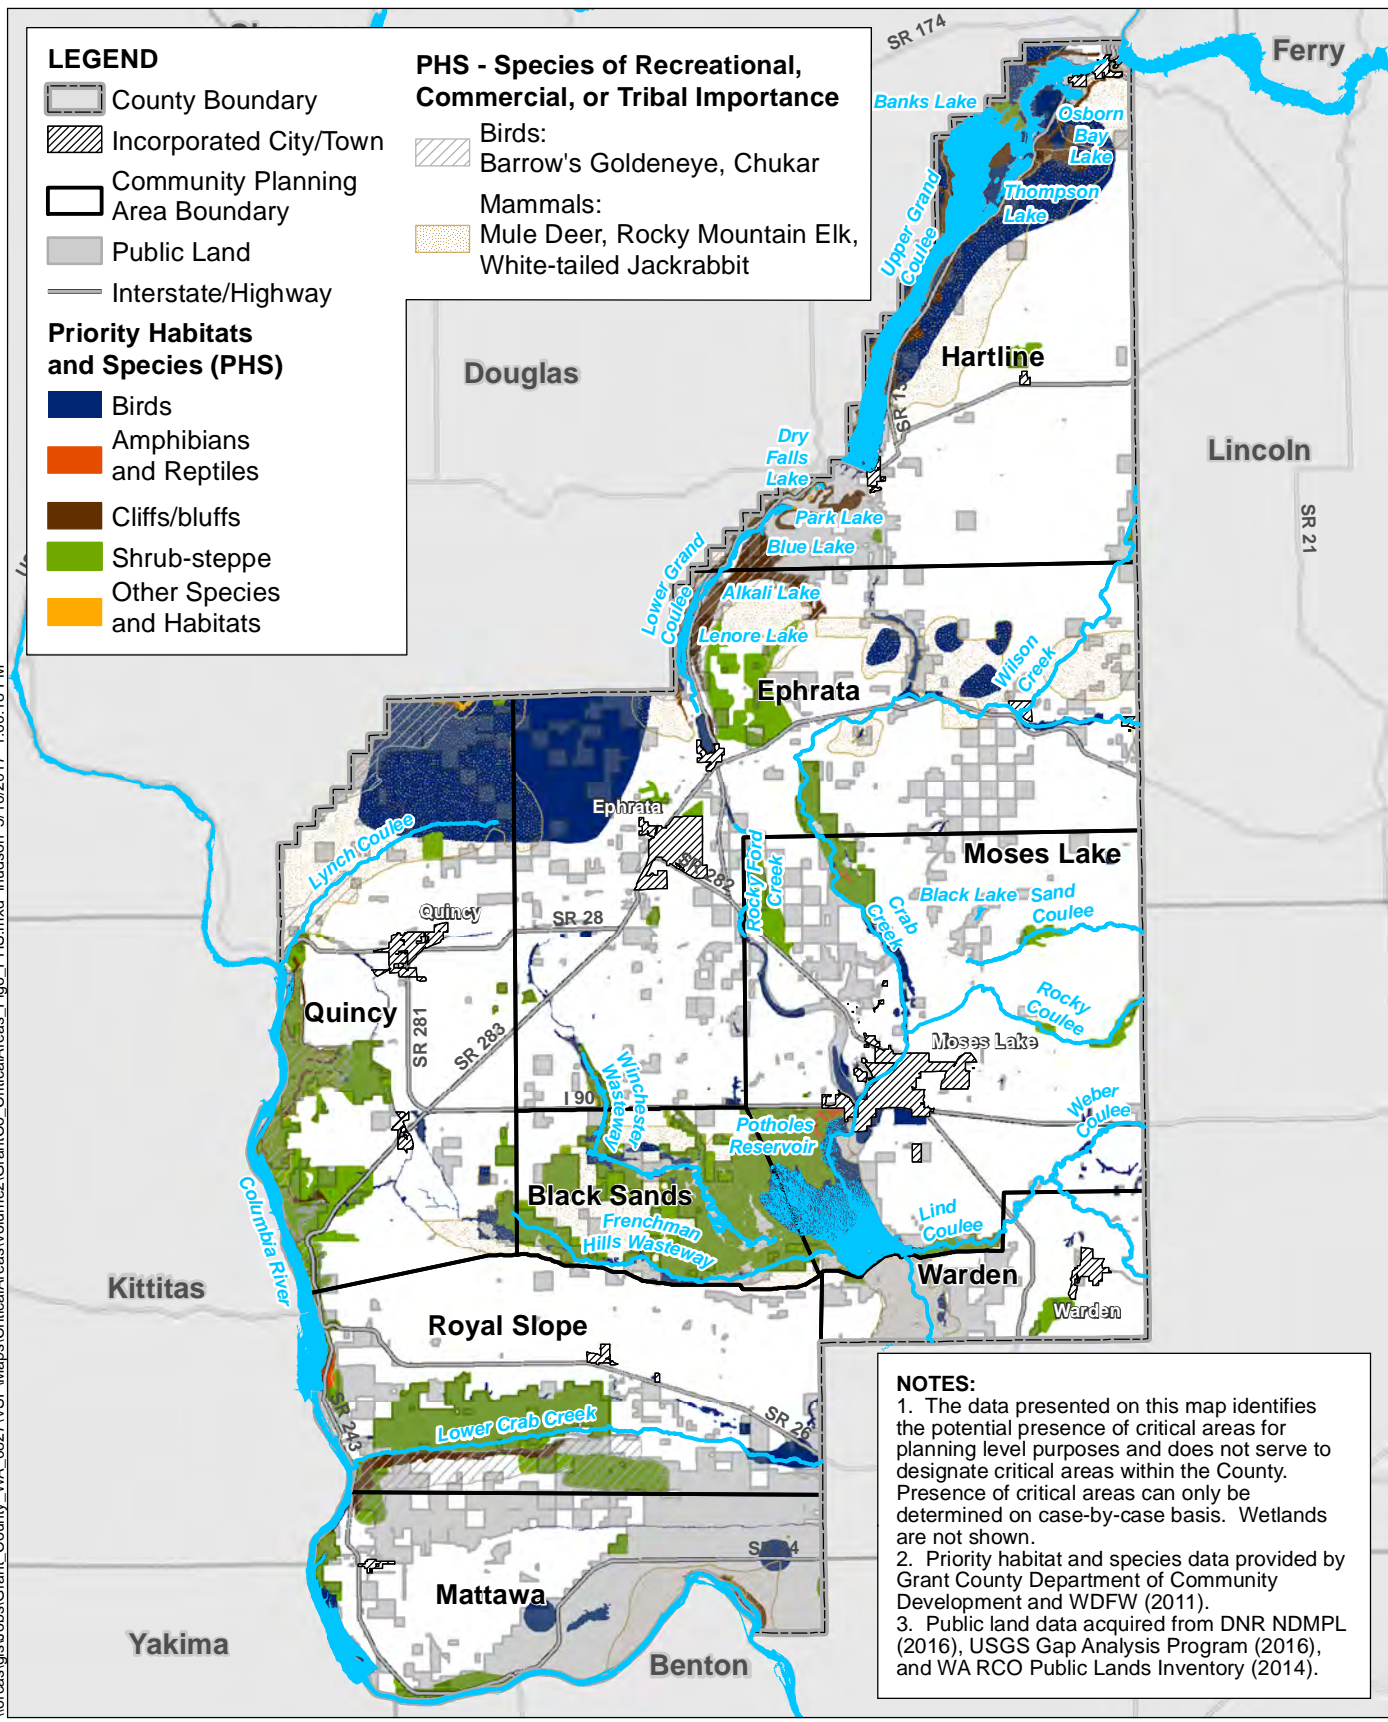 LEGEND
County Boundary
Incorporated City/Town
Community Planning
Area Boundary
Public Land
Interstate/Highway
Priority Habitats
and Species (PHS)
Birds
Amphibians
and Reptiles
Cliffs/bluffs
Shrub-steppe
Other Species
and Habitats
PHS - Species of Recreational,
Commercial, or Tribal Importance
Birds:
Barrow's Goldeneye, Chukar
Mammals:
Mule Deer, Rocky Mountain Elk,
White-tailed Jackrabbit
SR 174
Ferry
Banks Lake
Osborn
Bay
Lake
Thompson
Lake
Upper Grand
Coulee
Hartline
Douglas
SR 155
Lincoln
SR 21
Dry
Falls
Lake
Park Lake
Blue Lake
Lower Grand
Coulee
Alkali Lake
Lenore Lake
Wilson
Creek
Ephrata
Ephrata
Lynch Coulee
SR 282
Rocky Ford
Creek
Moses Lake
Black Lake
Sand
Coulee
Crab
Creek
Quincy
SR 28
Quincy
SR 281
SR 283
Rocky
Coulee
Moses Lake
Winchester
Wasteway
I 90
Potholes
Reservoir
Weber
Coulee
Black Sands
Frenchman
Hills Wasteway
Lind
Coulee
Columbia River
Kittitas
Warden
Warden
Royal Slope
SR 243
Lower Crab Creek
SR 26
Mattawa
SR 24
Yakima
Benton
NOTES:
1. The data presented on this map identifies
the potential presence of critical areas for
planning level purposes and does not serve to
designate critical areas within the County.
Presence of critical areas can only be
determined on case-by-case basis. Wetlands
are not shown.
2. Priority habitat and species data provided by
Grant County Department of Community
Development and WDFW (2011).
3. Public land data acquired from DNR NDMPL
(2016), USGS Gap Analysis Program (2016),
and WA RCO Public Lands Inventory (2014).